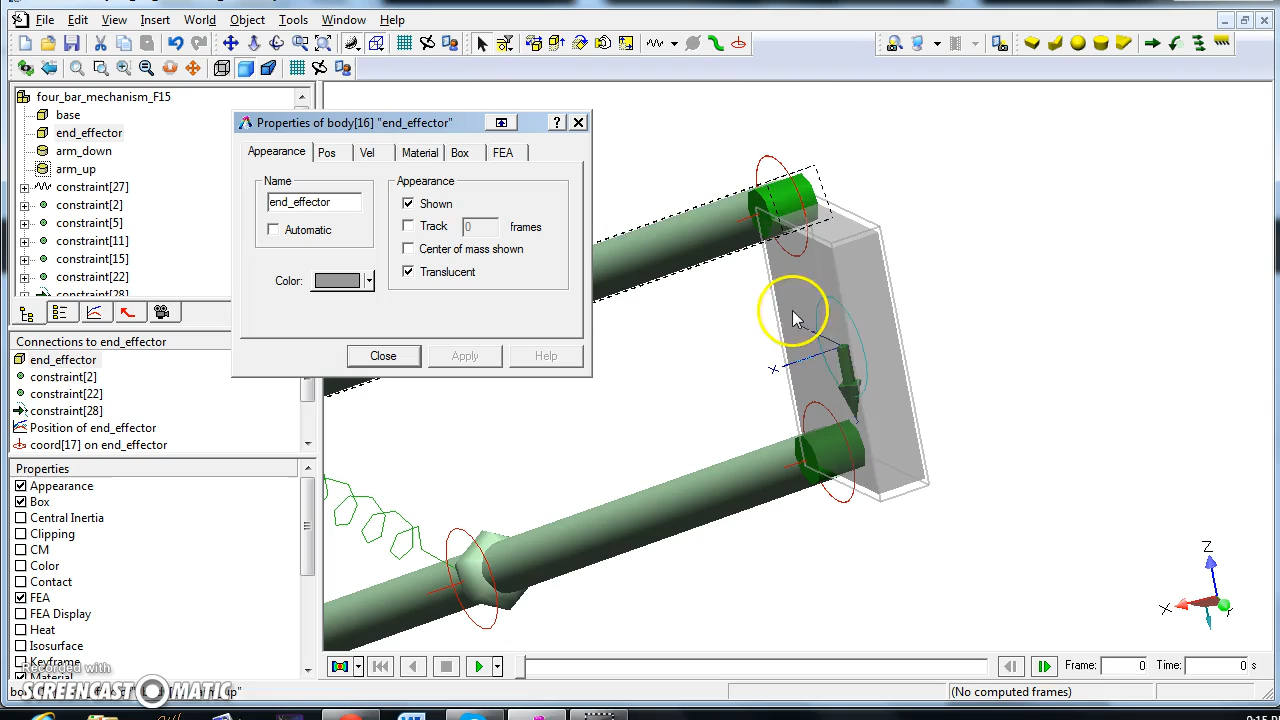 File Edit View Insert World Object Tools Window Help
four_bar_mechanism_F15
base
end_effector
arm_down
arm_up
constraint[27]
constraint[2]
constraint[5]
constraint[11]
constraint[15]
constraint[22]
constraint[28]
Connections to end_effector
end_effector
constraint[2]
constraint[22]
constraint[28]
Position of end_effector
coord[17] on end_effector
Properties
Appearance
Box
Central Inertia
Clipping
CM
Color
Contact
FEA
FEA Display
Heat
Isosurface
Keyframe
Material
Recorded with
SCREENCAST MATIC
Properties of body[16] "end_effector"
?
Appearance Pos Vel Material Box FEA
Name
end_effector
Automatic
Color:
Appearance
Shown
Track 0 frames
Center of mass shown
Translucent
Close Apply Help
x
Z
X
Frame: 0 Time: 0 s
(No computed frames)